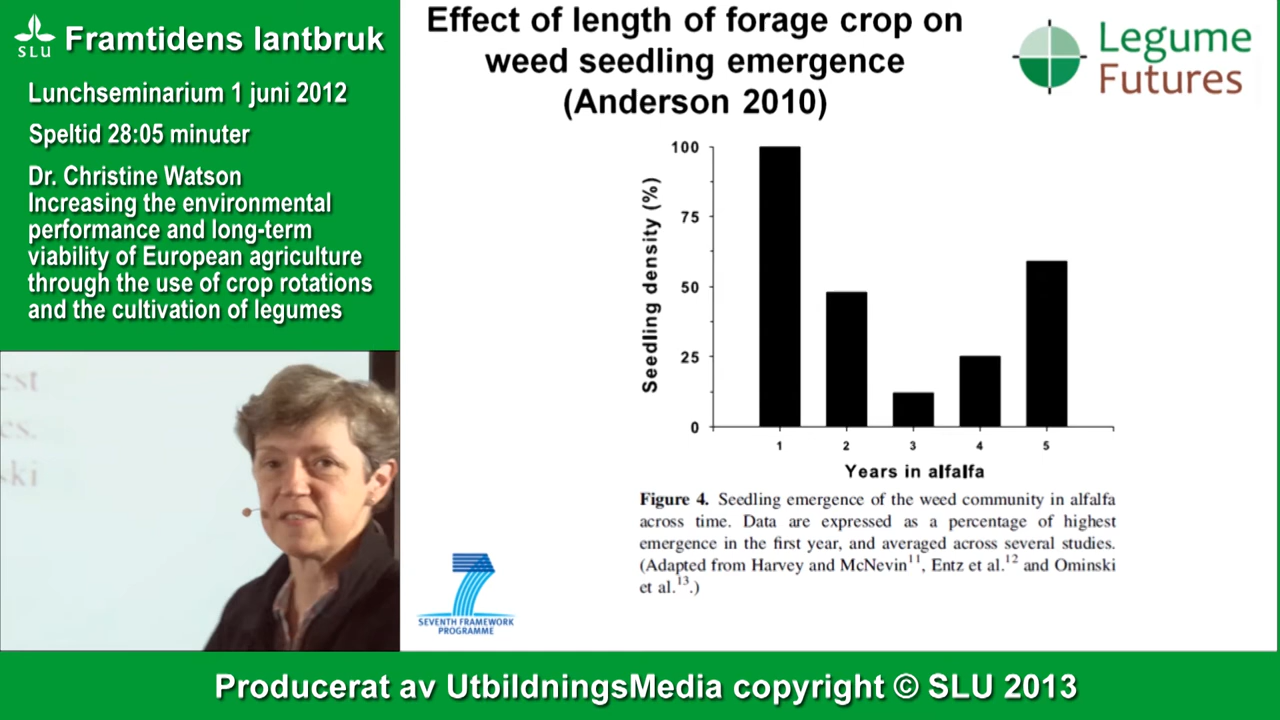 SLU
Framtidens lantbruk
Lunchseminarium 1 juni 2012
Speltid 28:05 minuter
Dr. Christine Watson
Increasing the environmental
performance and long-term
viability of European agriculture
through the use of crop rotations
and the cultivation of legumes
est
es.
ski
Effect of length of forage crop on
weed seedling emergence
(Anderson 2010)
Legume
Futures
Seedling density (%)
100
75
50
25
0
1 2 3 4 5
Years in alfalfa
Figure 4. Seedling emergence of the weed community in alfalfa
across time. Data are expressed as a percentage of highest
emergence in the first year, and averaged across several studies.
(Adapted from Harvey and McNevin11, Entz et al.12 and Ominski
et al.13.)
7
SEVENTH FRAMEWORK
PROGRAMME
Producerat av UtbildningsMedia copyright © SLU 2013